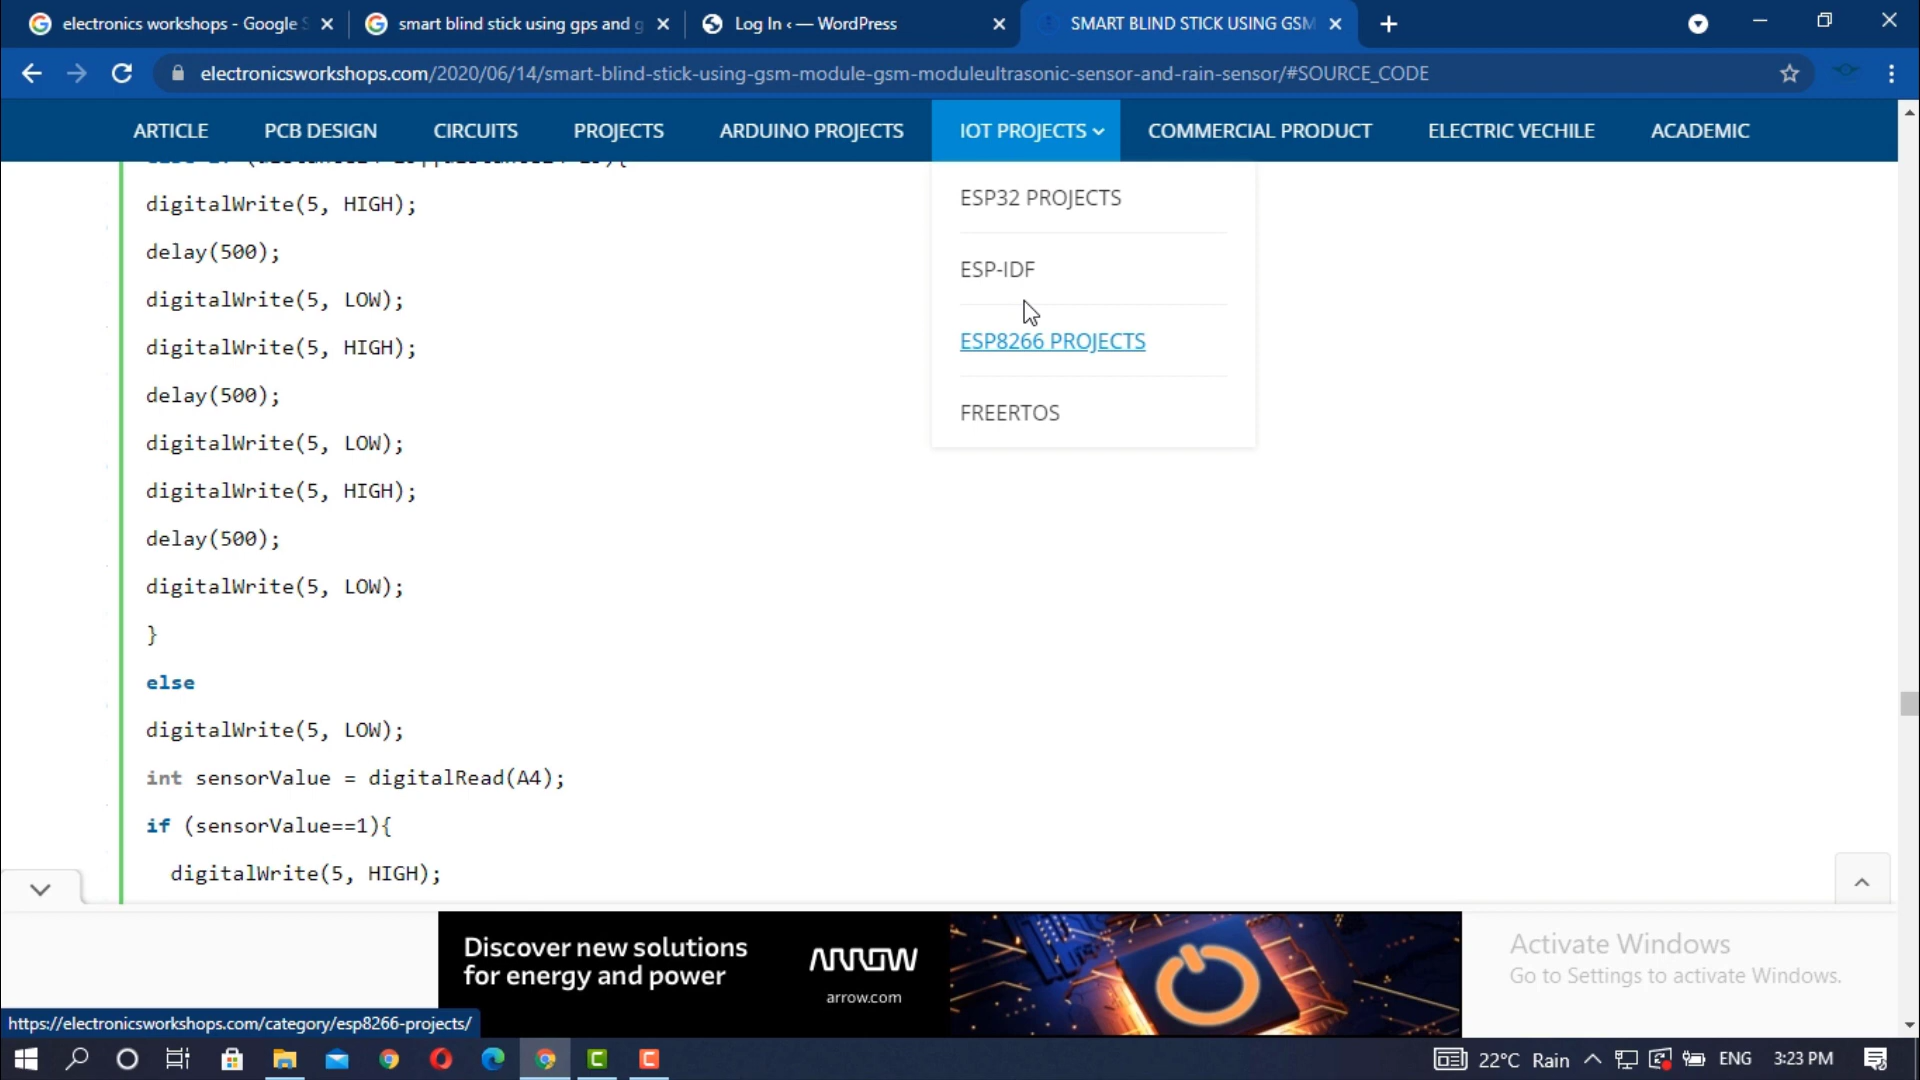 electronics workshops - Google S
smart blind stick using gps and g
Log In ‹ — WordPress
SMART BLIND STICK USING GSM
electronicsworkshops.com/2020/06/14/smart-blind-stick-using-gsm-module-gsm-moduleultrasonic-sensor-and-rain-sensor/#SOURCE_CODE
ARTICLE PCB DESIGN CIRCUITS PROJECTS ARDUINO PROJECTS IOT PROJECTS COMMERCIAL PRODUCT ELECTRIC VECHILE ACADEMIC
ESP32 PROJECTS
ESP-IDF
ESP8266 PROJECTS
FREERTOS
digitalWrite(5, HIGH);
delay(500);
digitalWrite(5, LOW);
digitalWrite(5, HIGH);
delay(500);
digitalWrite(5, LOW);
digitalWrite(5, HIGH);
delay(500);
digitalWrite(5, LOW);
}
else
digitalWrite(5, LOW);
int sensorValue = digitalRead(A4);
if (sensorValue==1){
digitalWrite(5, HIGH);
Discover new solutions
for energy and power
ARROW
arrow.com
Activate Windows
Go to Settings to activate Windows.
https://electronicsworkshops.com/category/esp8266-projects/
22°C Rain ENG 3:23 PM